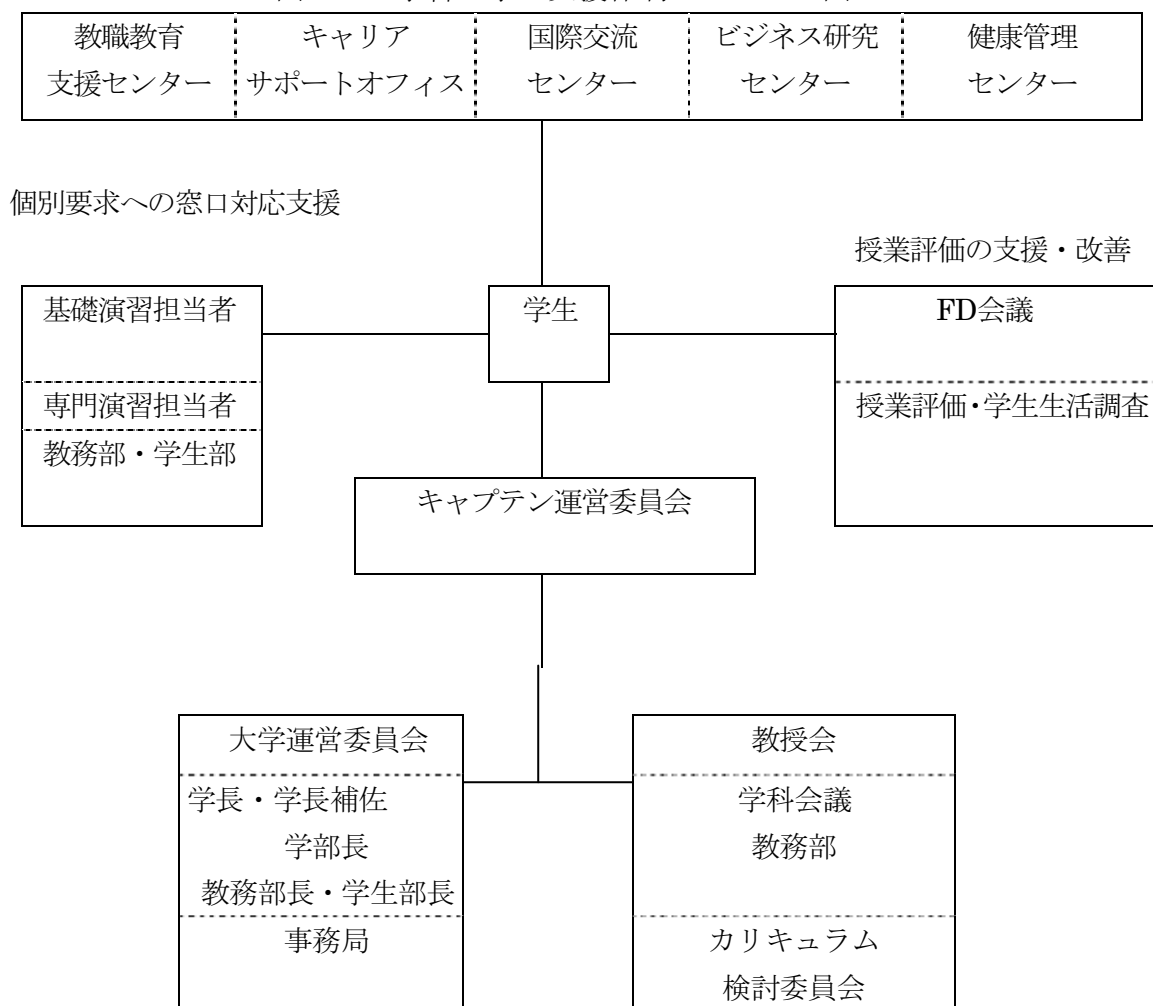 教職教育 キャリア 国際交流 ビジネス研究 健康管理
支援センター サポートオフィス センター センター センター
個別要求への窓口対応支援
授業評価の支援・改善
基礎演習担当者 学生 FD会議
専門演習担当者 授業評価・学生生活調査
教務部・学生部
キャプテン運営委員会
大学運営委員会 教授会
学長・学長補佐 学科会議
学部長 教務部
教務部長・学生部長
事務局 カリキュラム
検討委員会